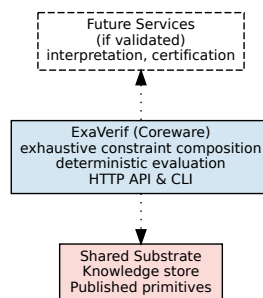 Future Services
(if validated)
interpretation, certification
ExaVerif (Coreware)
exhaustive constraint composition
deterministic evaluation
HTTP API & CLI
Shared Substrate
Knowledge store
Published primitives